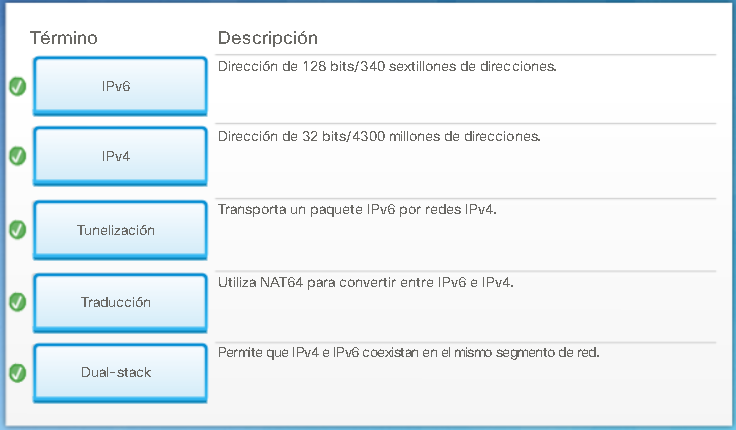 Término Descripción
IPv6 Dirección de 128 bits/340 sextillones de direcciones.
IPv4 Dirección de 32 bits/4300 millones de direcciones.
Tunelización Transporta un paquete IPv6 por redes IPv4.
Traducción Utiliza NAT64 para convertir entre IPv6 e IPv4.
Dual-stack Permite que IPv4 e IPv6 coexistan en el mismo segmento de red.